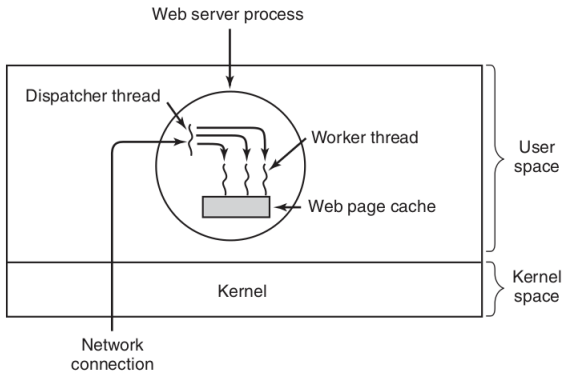 Web server process
Dispatcher thread
Worker thread
User
space
Web page cache
Kernel
Kernel
space
Network
connection